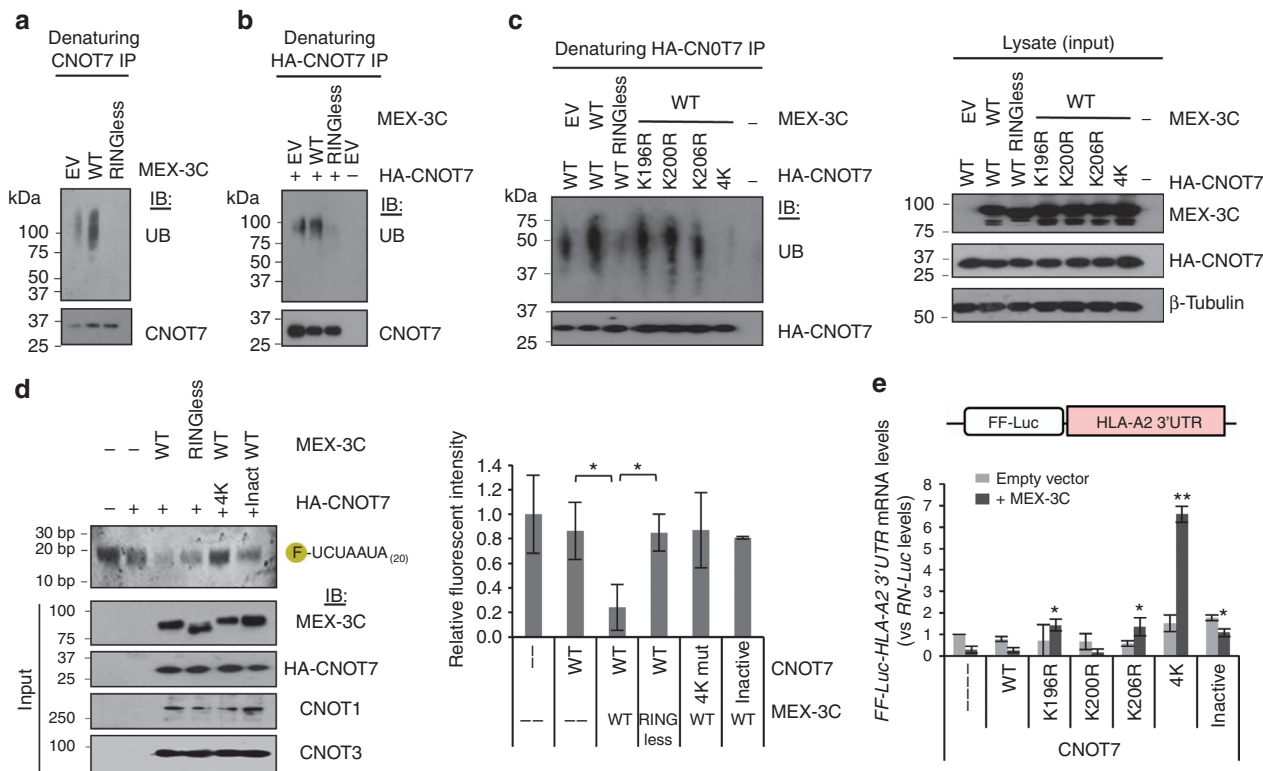 a
Denaturing
CNOT7 IP
EV
WT
RINGless
MEX-3C
kDa
IB:
UB
100
75
50
37
37
25
CNOT7
b
Denaturing
HA-CNOT7 IP
EV
WT
RINGless
EV
MEX-3C
+ + + –
HA-CNOT7
kDa
IB:
UB
100
75
50
37
37
25
CNOT7
c
Denaturing HA-CN0T7 IP
EV
WT
RINGless
WT
–
MEX-3C
WT
WT
WT
K196R
K200R
K206R
4K
–
HA-CNOT7
kDa
IB:
UB
75
50
37
37
25
HA-CNOT7
Lysate (input)
EV
WT
RINGless
WT
–
MEX-3C
WT
WT
WT
K196R
K200R
K206R
4K
–
HA-CNOT7
100
75
MEX-3C
37
25
HA-CNOT7
50
β-Tubulin
d
– – WT RINGless WT WT
MEX-3C
– + + + +4K +Inact
HA-CNOT7
30 bp
20 bp
10 bp
F -UCUAAUA (20)
IB:
Input
100
75
MEX-3C
37
25
HA-CNOT7
250
CNOT1
100
CNOT3
Relative fluorescent intensity
1.4
1.2
1.0
0.8
0.6
0.4
0.2
0.0
* *
–– WT WT WT 4K mut Inactive
CNOT7
–– –– WT RING less WT WT
MEX-3C
e
FF-Luc
HLA-A2 3'UTR
Empty vector
+ MEX-3C
FF-Luc-HLA-A2 3'UTR mRNA levels
(vs RN-Luc levels)
8
7
6
5
4
3
2
1
0
* * ** *
–––– WT K196R K200R K206R 4K Inactive
CNOT7